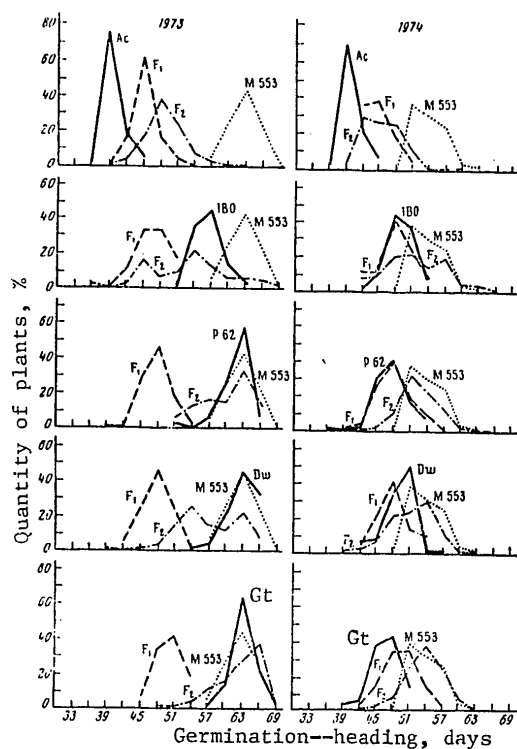 1973 1974
80
60
40
20
0
Ac F₁ F₂ M 553
Ac F₁ F₂ M 553
60
40
20
0
F₁ F₂ 1B0 M 553
1B0 M 553 F₁ F₂
60
40
20
0
F₁ F₂ P 62 M 553
P 62 M 553 F₁ F₂
60
40
20
0
F₁ F₂ M 553 Dw
Dw F₁ M 553 F₂
60
40
20
0
F₁ M 553 Gt F₂
Gt M 553 F₁ F₂
33 39 45 51 57 63 69 33 39 45 51 57 63 69
Quantity of plants, %
Germination--heading, days